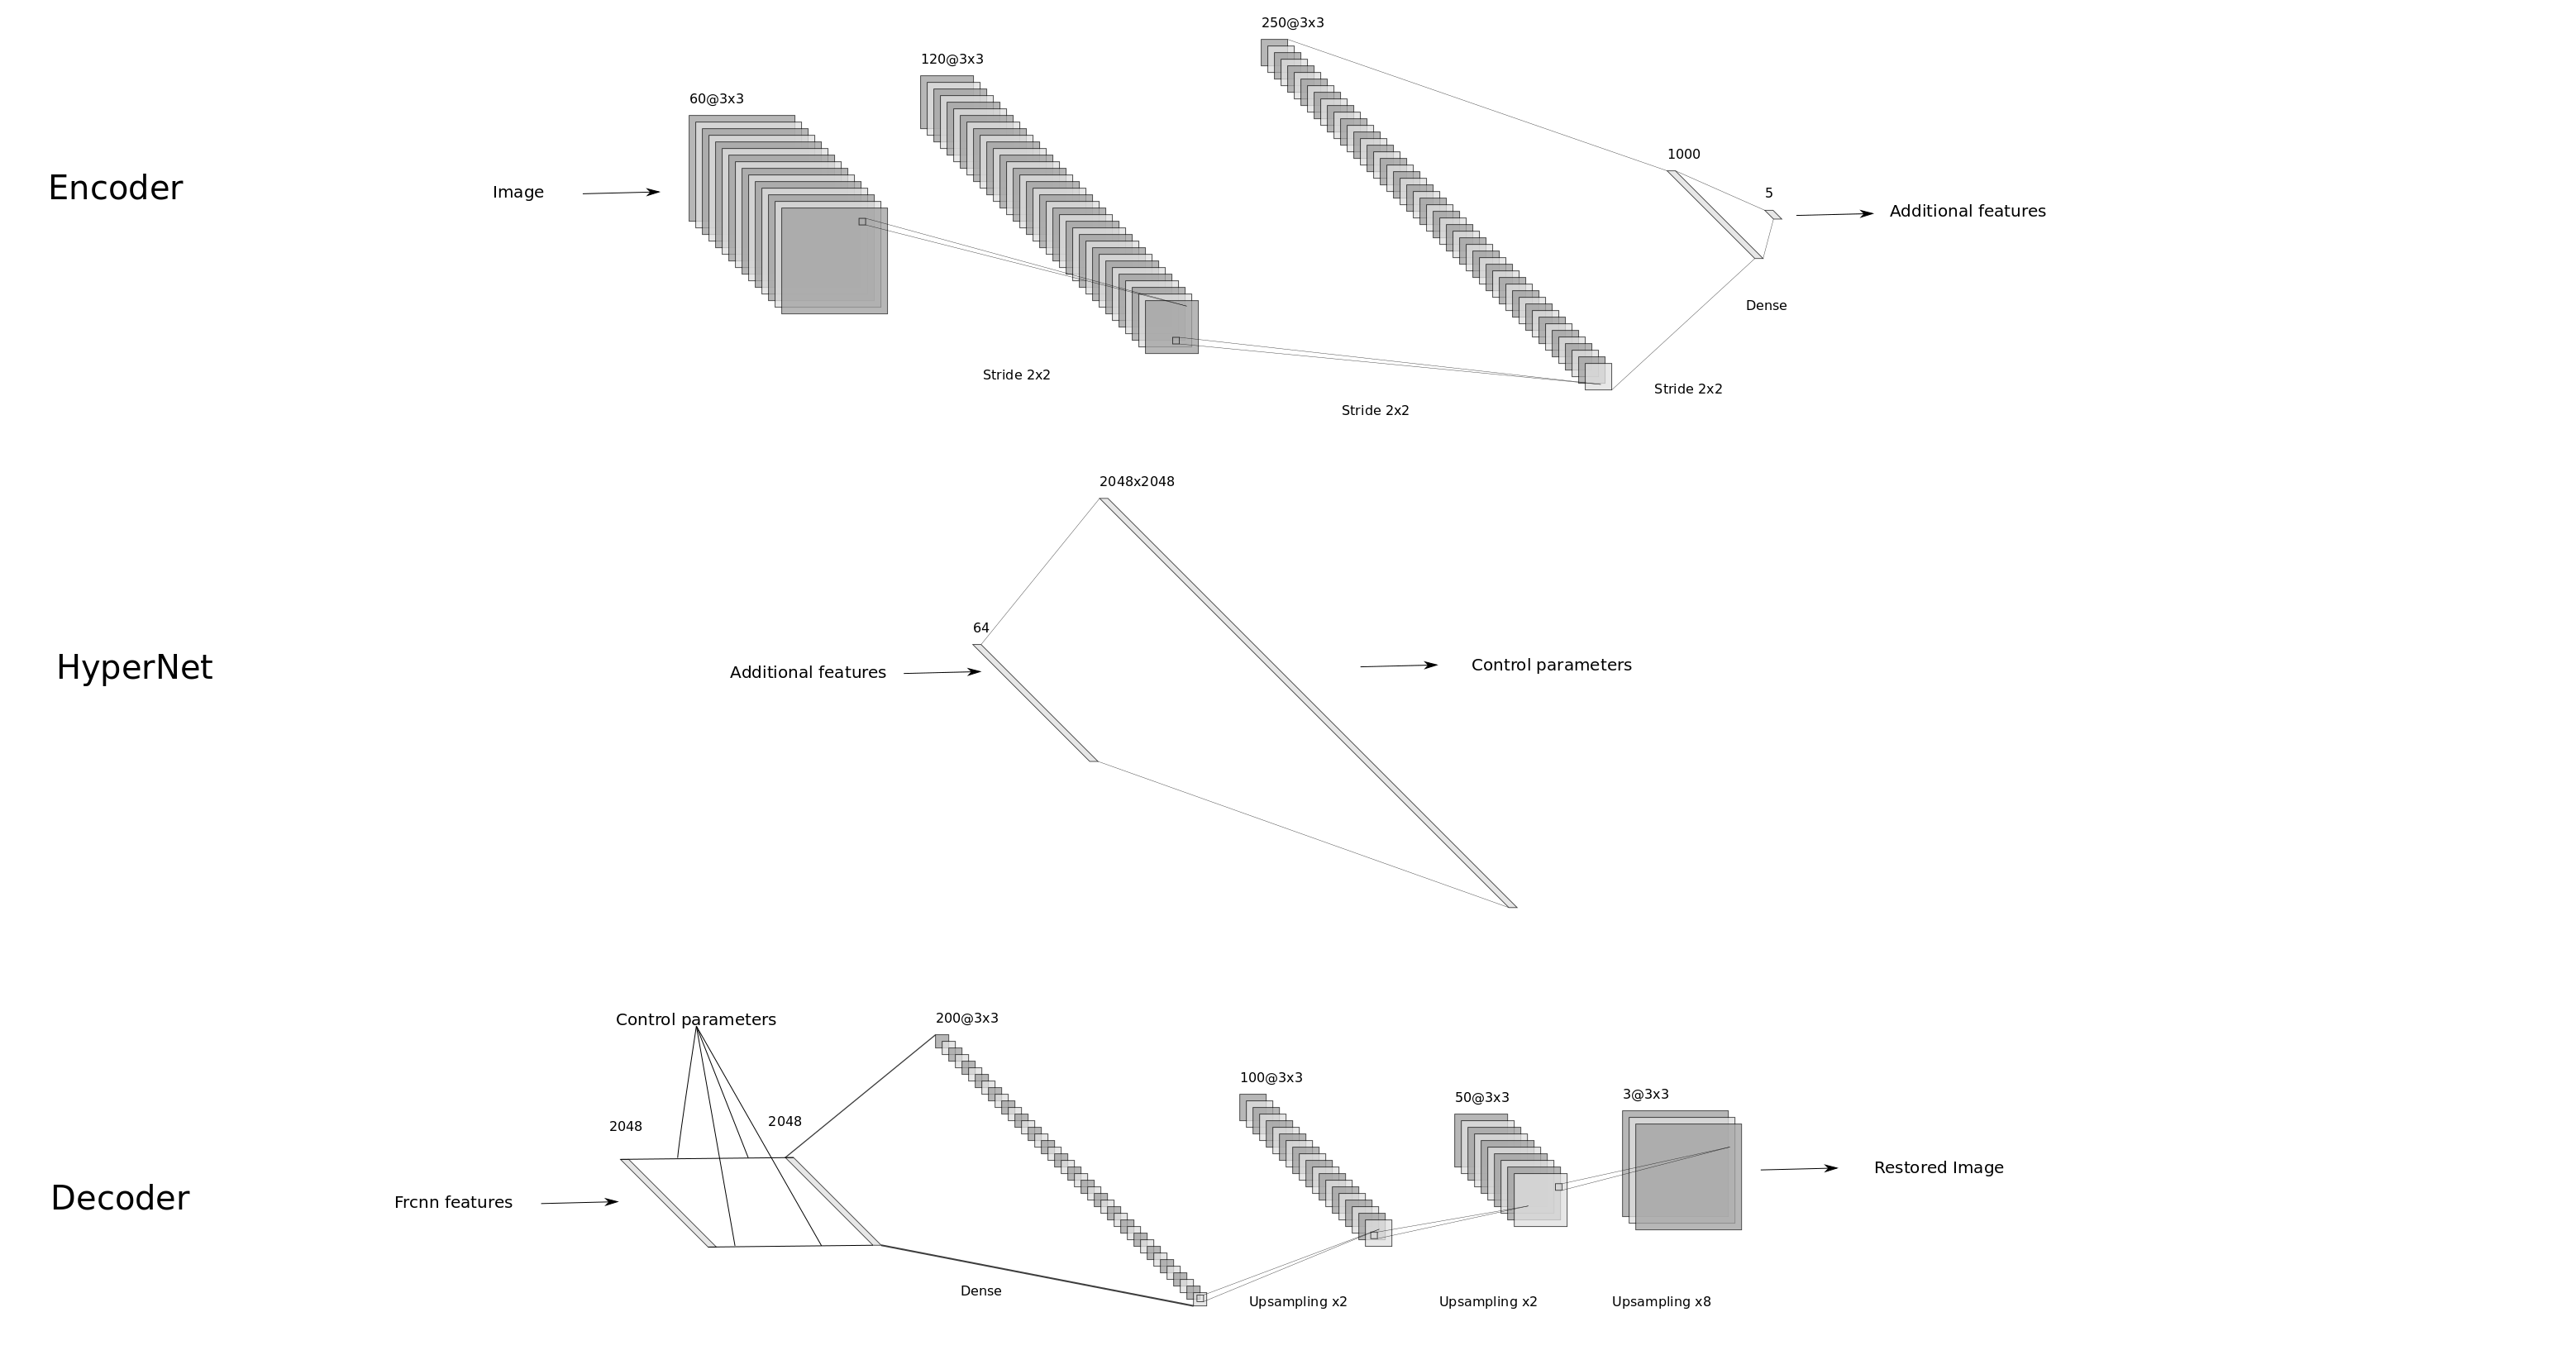 250@3x3
120@3x3
60@3x3
1000
5
Encoder
Image
Additional features
Dense
Stride 2x2
Stride 2x2
Stride 2x2
2048x2048
64
HyperNet
Additional features
Control parameters
Control parameters
200@3x3
100@3x3
50@3x3
3@3x3
2048
2048
Decoder
Frcnn features
Restored Image
Dense
Upsampling x2
Upsampling x2
Upsampling x8